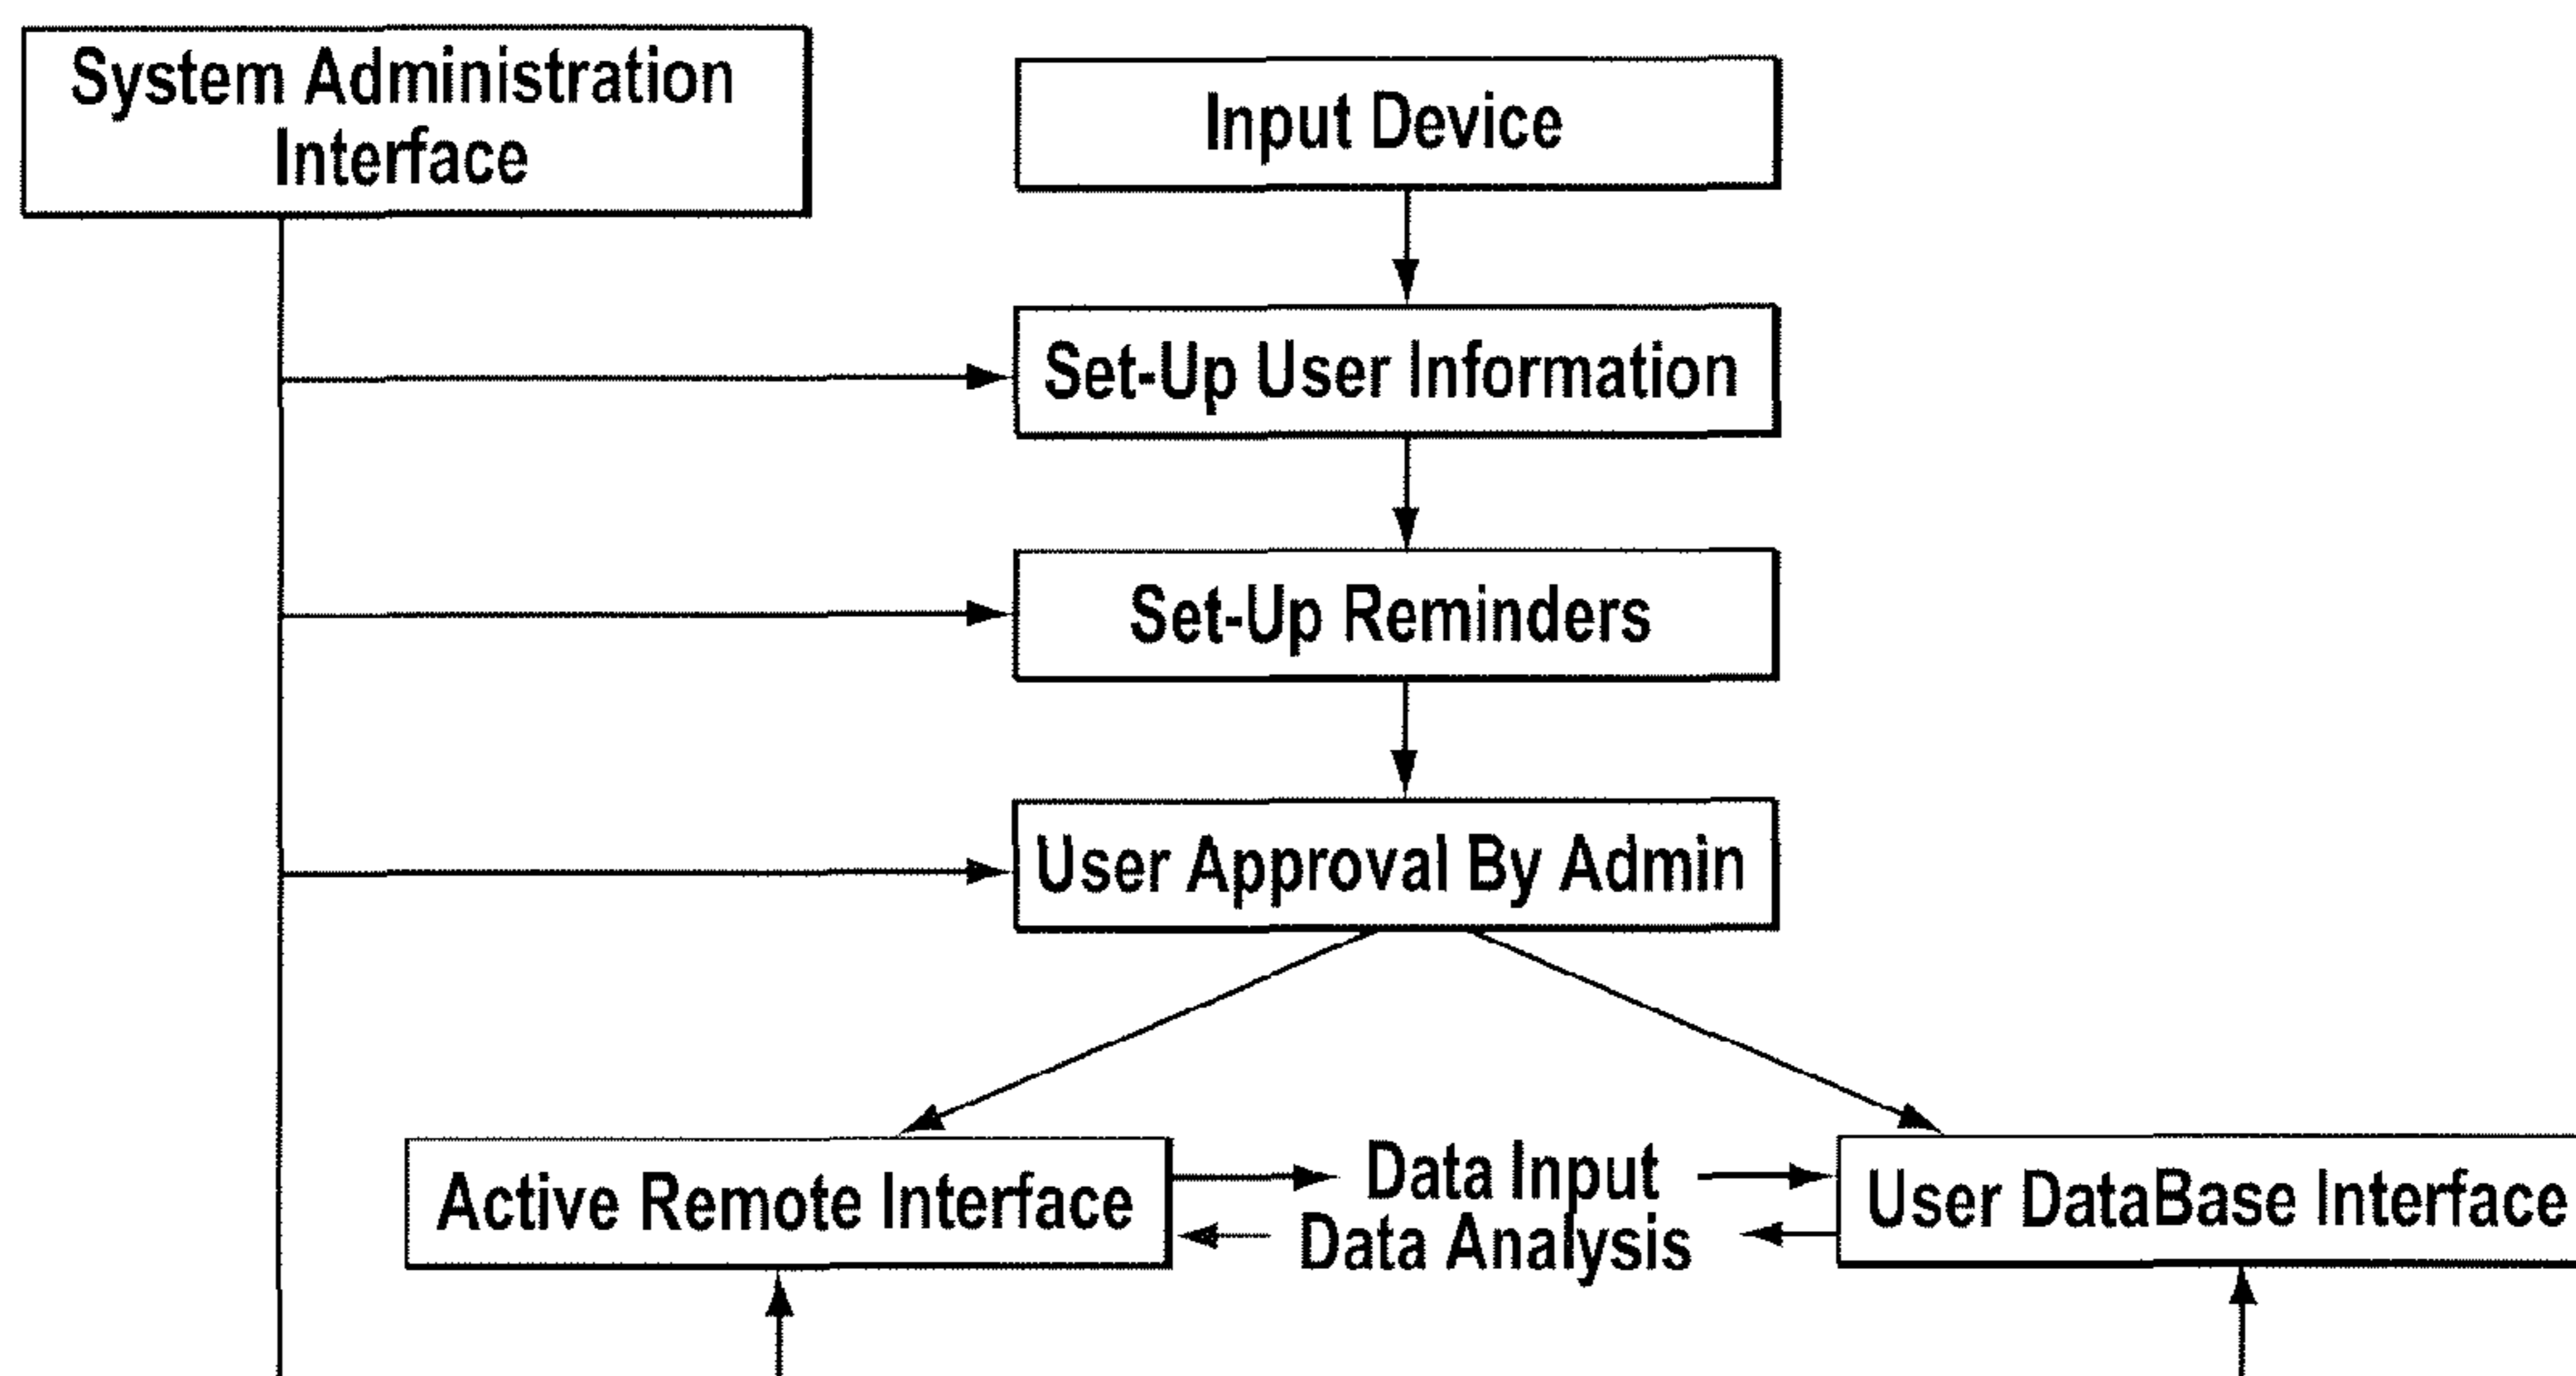 System Administration
Interface
Input Device
Set-Up User Information
Set-Up Reminders
User Approval By Admin
Active Remote Interface
Data Input
Data Analysis
User DataBase Interface